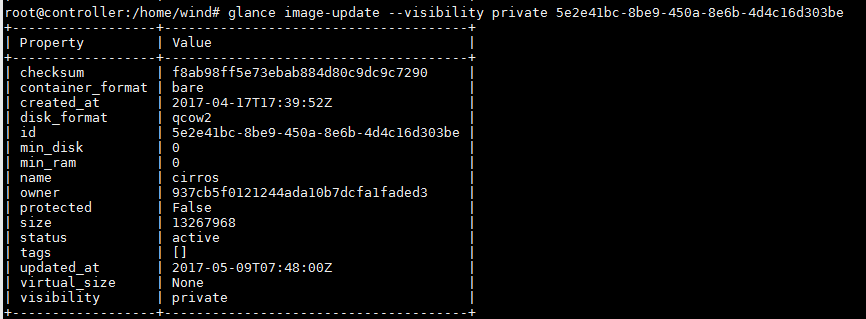 root@controller:/home/wind# glance image-update --visibility private 5e2e41bc-8be9-450a-8e6b-4d4c16d303be
+------------------+--------------------------------------+
| Property         | Value                                |
+------------------+--------------------------------------+
| checksum         | f8ab98ff5e73ebab884d80c9dc9c7290     |
| container_format | bare                                 |
| created_at       | 2017-04-17T17:39:52Z                 |
| disk_format      | qcow2                                |
| id               | 5e2e41bc-8be9-450a-8e6b-4d4c16d303be |
| min_disk         | 0                                    |
| min_ram          | 0                                    |
| name             | cirros                               |
| owner            | 937cb5f0121244ada10b7dcfa1faded3     |
| protected        | False                                |
| size             | 13267968                             |
| status           | active                               |
| tags             | []                                   |
| updated_at       | 2017-05-09T07:48:00Z                 |
| virtual_size     | None                                 |
| visibility       | private                              |
+------------------+--------------------------------------+